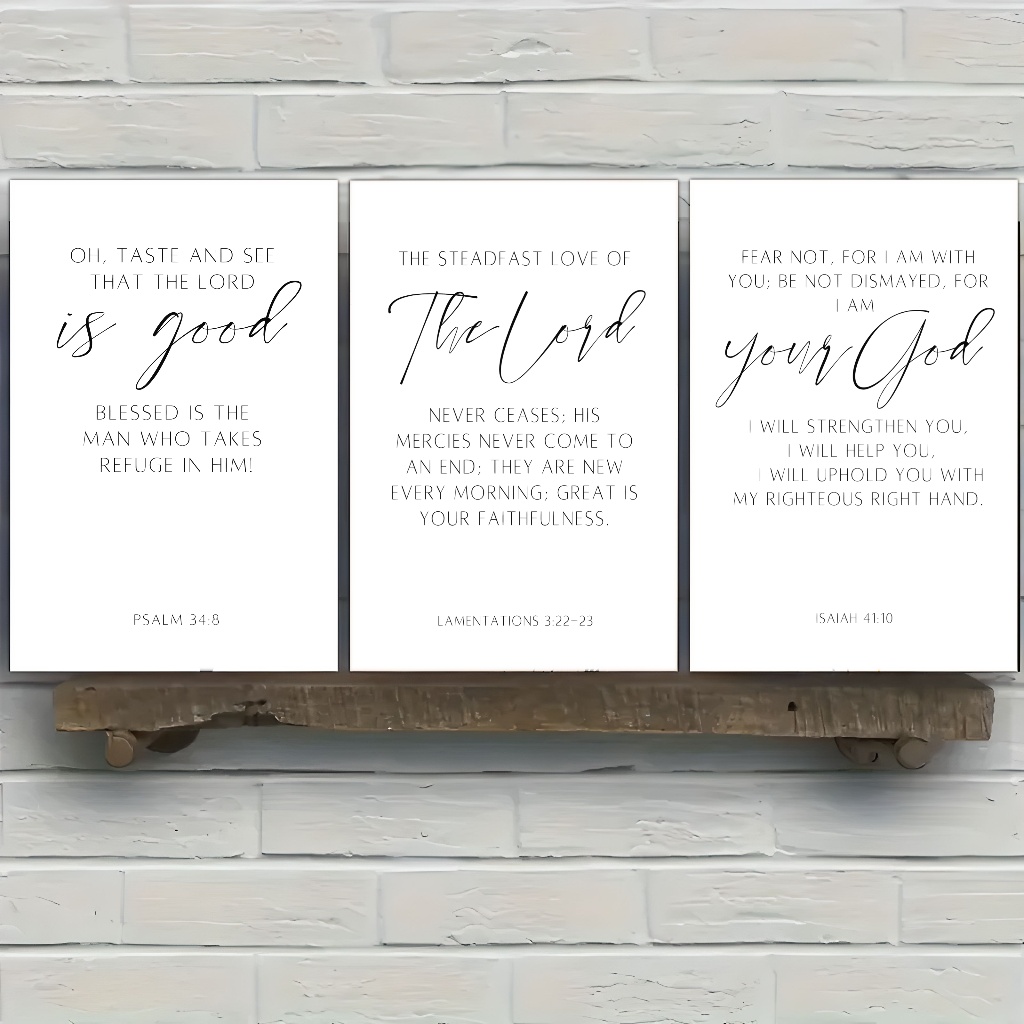 OH, TASTE AND SEE
THAT THE LORD
is good
BLESSED IS THE
MAN WHO TAKES
REFUGE IN HIM!
PSALM 34:8
THE STEADFAST LOVE OF
The Lord
NEVER CEASES; HIS
MERCIES NEVER COME TO
AN END; THEY ARE NEW
EVERY MORNING; GREAT IS
YOUR FAITHFULNESS.
LAMENTATIONS 3:22-23
FEAR NOT, FOR I AM WITH
YOU; BE NOT DISMAYED, FOR
I AM
your God
I WILL STRENGTHEN YOU,
I WILL HELP YOU,
I WILL UPHOLD YOU WITH
MY RIGHTEOUS RIGHT HAND.
ISAIAH 41:10